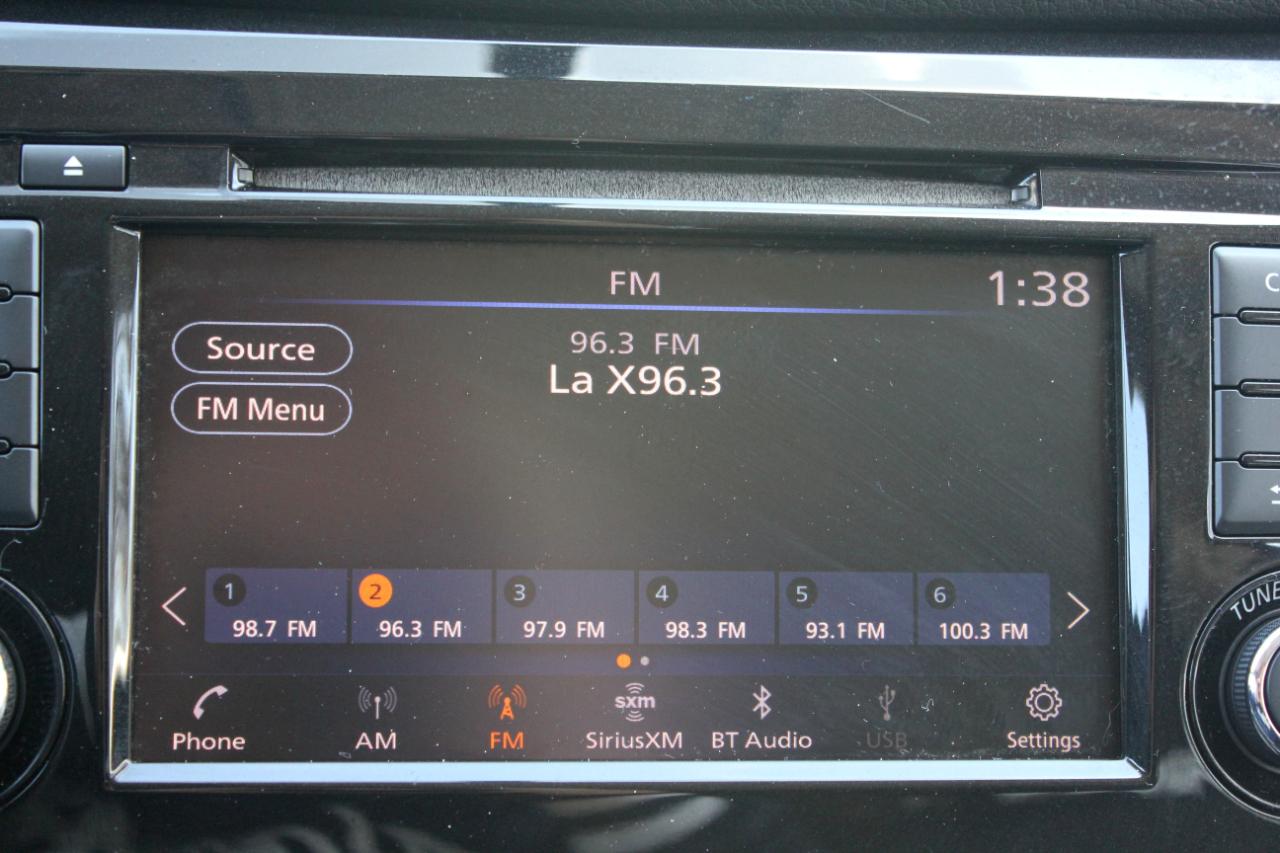 FM
1:38
Source
96.3 FM
La X96.3
FM Menu
1 2 3 4 5 6
98.7 FM 96.3 FM 97.9 FM 98.3 FM 93.1 FM 100.3 FM
sxm
Phone AM FM SiriusXM BT Audio USB Settings
TUNE